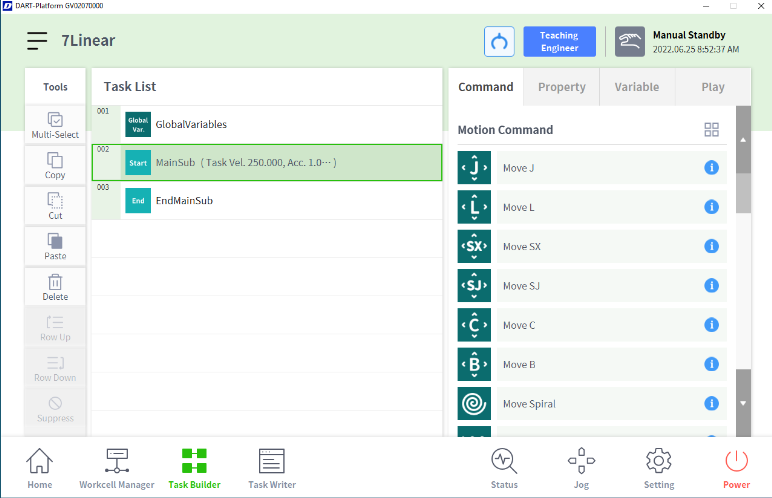 DART-Platform GV02070000
7Linear
Teaching
Engineer
Manual Standby
2022.06.25 8:52:37 AM
Tools
Multi-Select
Copy
Cut
Paste
Delete
Row Up
Row Down
Suppress
Task List
001
Global
Var.
GlobalVariables
002
Start
MainSub ( Task Vel. 250.000, Acc. 1.0··· )
003
End
EndMainSub
Command
Property
Variable
Play
Motion Command
J
Move J
L
Move L
SX
Move SX
SJ
Move SJ
C
Move C
B
Move B
Move Spiral
Home
Workcell Manager
Task Builder
Task Writer
Status
Jog
Setting
Power